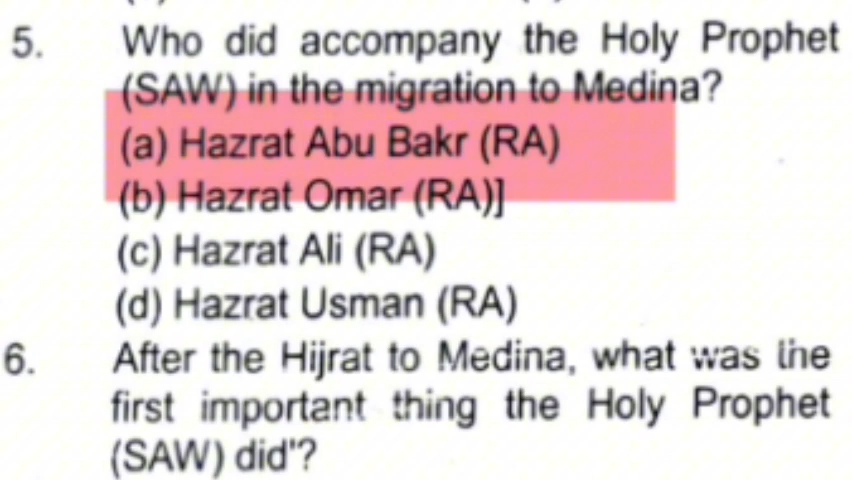 5. Who did accompany the Holy Prophet
(SAW) in the migration to Medina?
(a) Hazrat Abu Bakr (RA)
(b) Hazrat Omar (RA)]
(c) Hazrat Ali (RA)
(d) Hazrat Usman (RA)
6. After the Hijrat to Medina, what was the
first important thing the Holy Prophet
(SAW) did'?